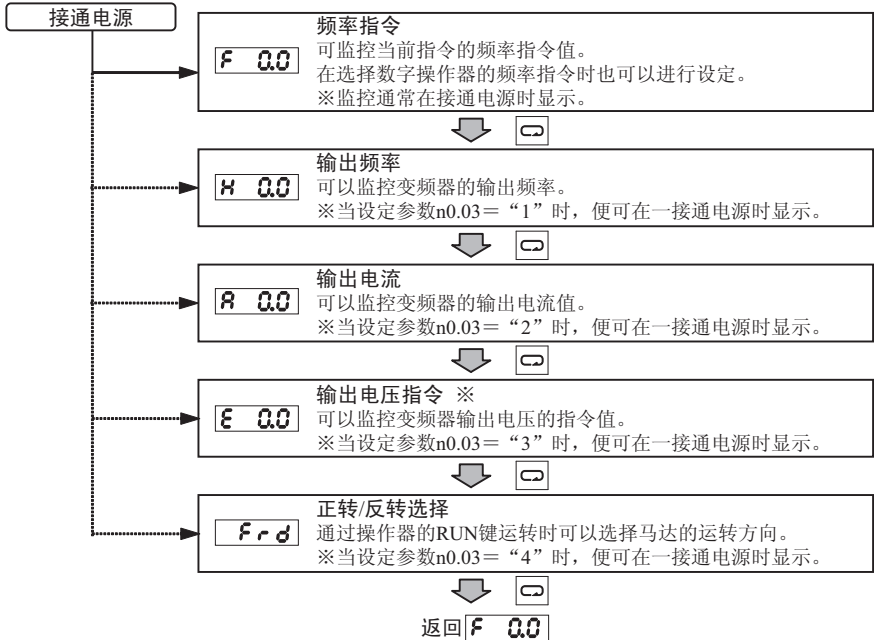 接通电源
频率指令
F 0.0
可监控当前指令的频率指令值。
在选择数字操作器的频率指令时也可以进行设定。
※监控通常在接通电源时显示。
输出频率
H 0.0
可以监控变频器的输出频率。
※当设定参数n0.03＝“1”时，便可在一接通电源时显示。
输出电流
A 0.0
可以监控变频器的输出电流值。
※当设定参数n0.03＝“2”时，便可在一接通电源时显示。
输出电压指令 ※
E 0.0
可以监控变频器输出电压的指令值。
※当设定参数n0.03＝“3”时，便可在一接通电源时显示。
正转/反转选择
Frd
通过操作器的RUN键运转时可以选择马达的运转方向。
※当设定参数n0.03＝“4”时，便可在一接通电源时显示。
返回 F 0.0